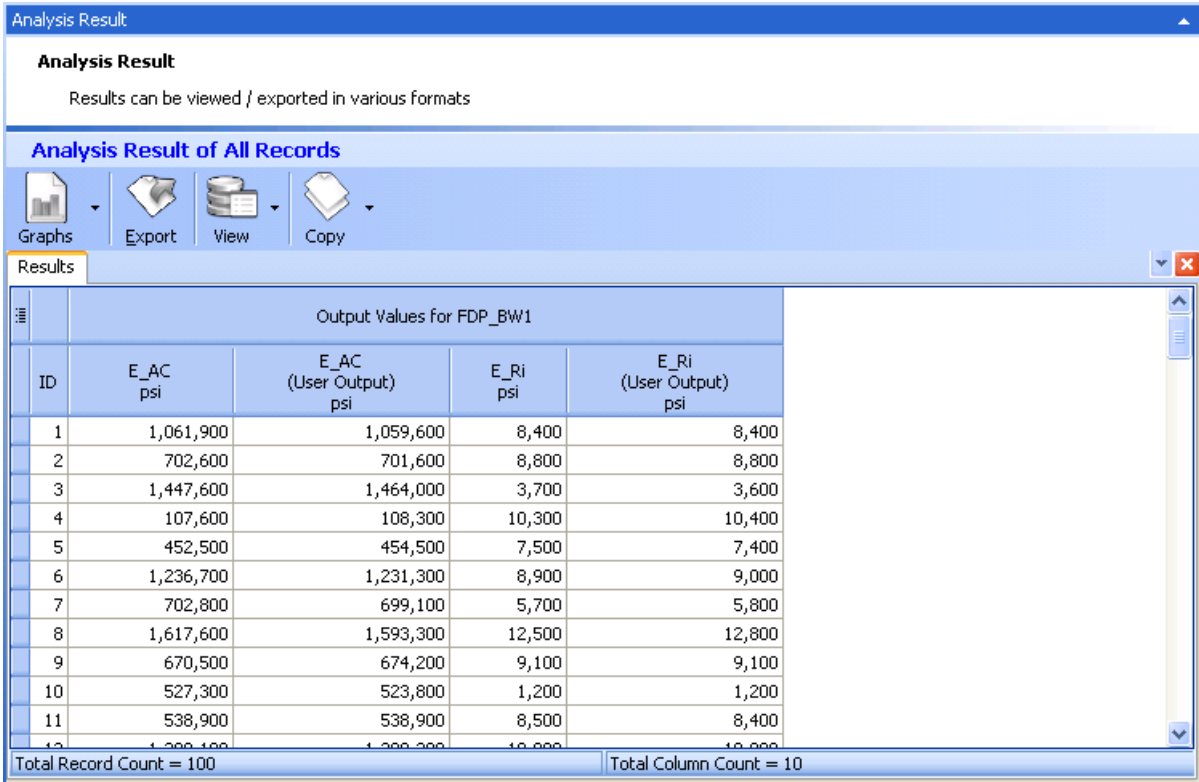 Analysis Result
Analysis Result
Results can be viewed / exported in various formats
Analysis Result of All Records
Graphs Export View Copy
Results
Output Values for FDP_BW1
ID E_AC psi E_AC (User Output) psi E_Ri psi E_Ri (User Output) psi
1 1,061,900 1,059,600 8,400 8,400
2 702,600 701,600 8,800 8,800
3 1,447,600 1,464,000 3,700 3,600
4 107,600 108,300 10,300 10,400
5 452,500 454,500 7,500 7,400
6 1,236,700 1,231,300 8,900 9,000
7 702,800 699,100 5,700 5,800
8 1,617,600 1,593,300 12,500 12,800
9 670,500 674,200 9,100 9,100
10 527,300 523,800 1,200 1,200
11 538,900 538,900 8,500 8,400
Total Record Count = 100 Total Column Count = 10